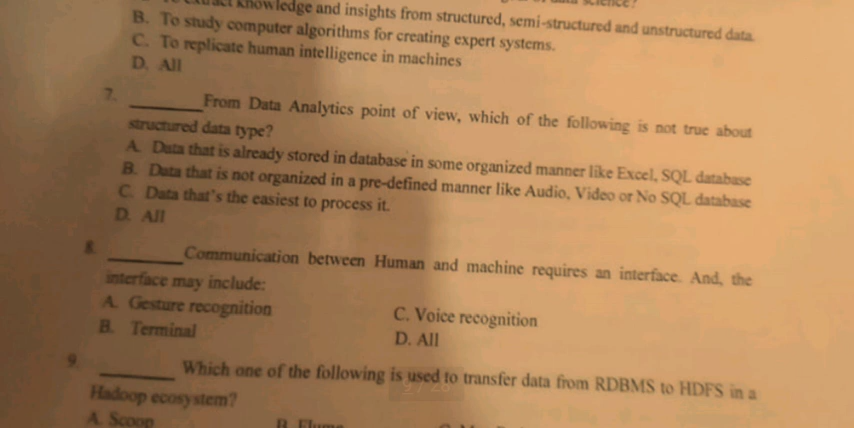 knowledge and insights from structured, semi-structured and unstructured data.
B. To study computer algorithms for creating expert systems.
C. To replicate human intelligence in machines
D. All
7. ______From Data Analytics point of view, which of the following is not true about
structured data type?
A. Data that is already stored in database in some organized manner like Excel, SQL database
B. Data that is not organized in a pre-defined manner like Audio, Video or No SQL database
C. Data that's the easiest to process it.
D. All
8. ______Communication between Human and machine requires an interface. And, the
interface may include:
A. Gesture recognition C. Voice recognition
B. Terminal D. All
9. ______ Which one of the following is used to transfer data from RDBMS to HDFS in a
Hadoop ecosystem?
A. Scoop B. Flume